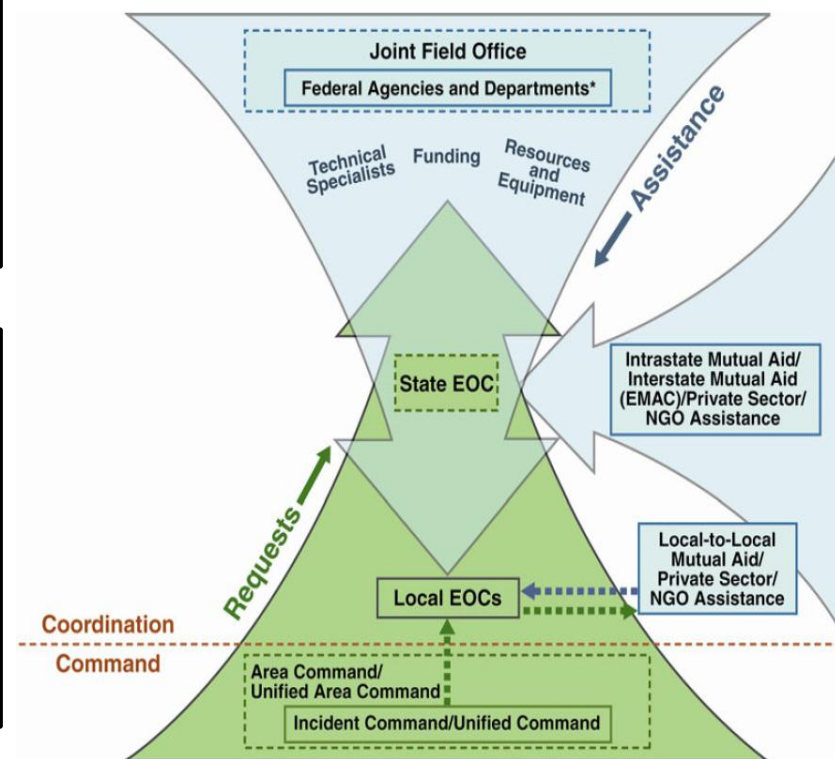 Joint Field Office
Federal Agencies and Departments*
Technical
Specialists
Funding
Resources
and
Equipment
Assistance
State EOC
Intrastate Mutual Aid/
Interstate Mutual Aid
(EMAC)/Private Sector/
NGO Assistance
Requests
Local-to-Local
Mutual Aid/
Private Sector/
NGO Assistance
Local EOCs
Coordination
Command
Area Command/
Unified Area Command
Incident Command/Unified Command